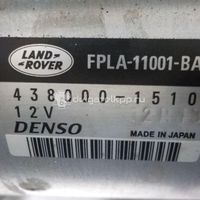 LAND-
ROVER
FPLA-11001-BA
438000-1510
12V
DENSO
MADE IN JAPAN